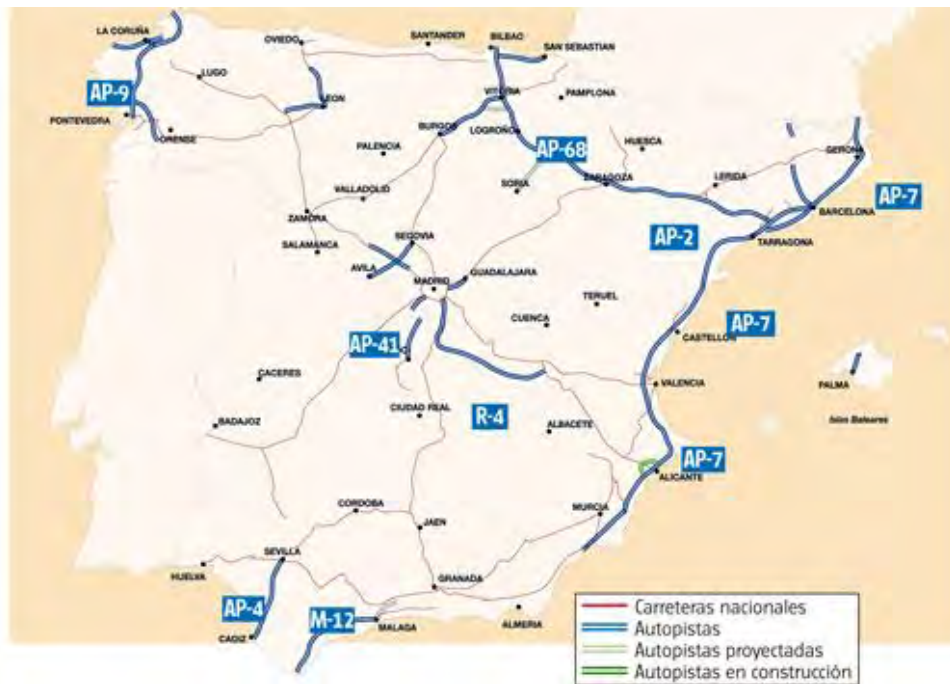 LA CORUÑA
OVIEDO
SANTANDER
BILBAO
SAN SEBASTIAN
LUGO
AP-9
LEON
VITORIA
PAMPLONA
PONTEVEDRA
ORENSE
BURGOS
LOGROÑO
PALENCIA
AP-68
HUESCA
GERONA
VALLADOLID
SORIA
ZARAGOZA
LERIDA
AP-7
ZAMORA
BARCELONA
SALAMANCA
SEGOVIA
AP-2
TARRAGONA
AVILA
MADRID
GUADALAJARA
TERUEL
CUENCA
AP-7
CASTELLON
AP-41
CACERES
VALENCIA
PALMA
CIUDAD REAL
R-4
BADAJOZ
ALBACETE
Islas Baleares
AP-7
ALICANTE
CORDOBA
MURCIA
JAEN
SEVILLA
HUELVA
GRANADA
AP-4
M-12
MALAGA
ALMERIA
CADIZ
Carreteras nacionales
Autopistas
Autopistas proyectadas
Autopistas en construcción